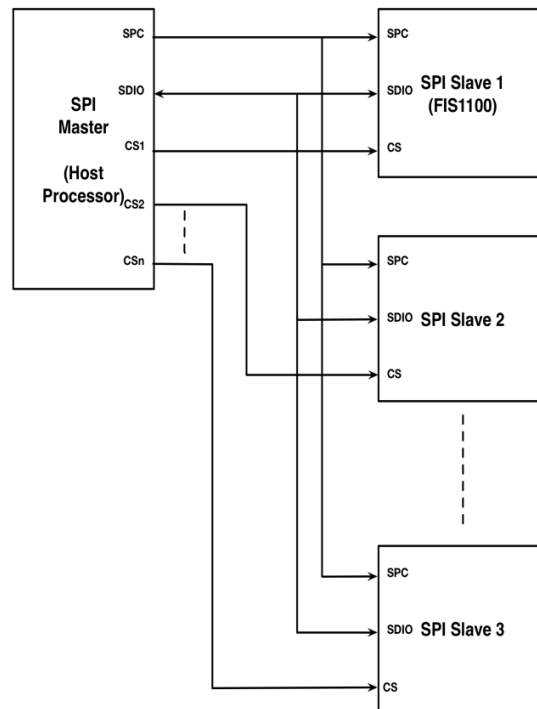 SPC
SDIO
SPI
Master
CS1
(Host
Processor)
CS2
CSn
SPC
SDIO
SPI Slave 1
(FIS1100)
CS
SPC
SDIO
SPI Slave 2
CS
SPC
SDIO
SPI Slave 3
CS